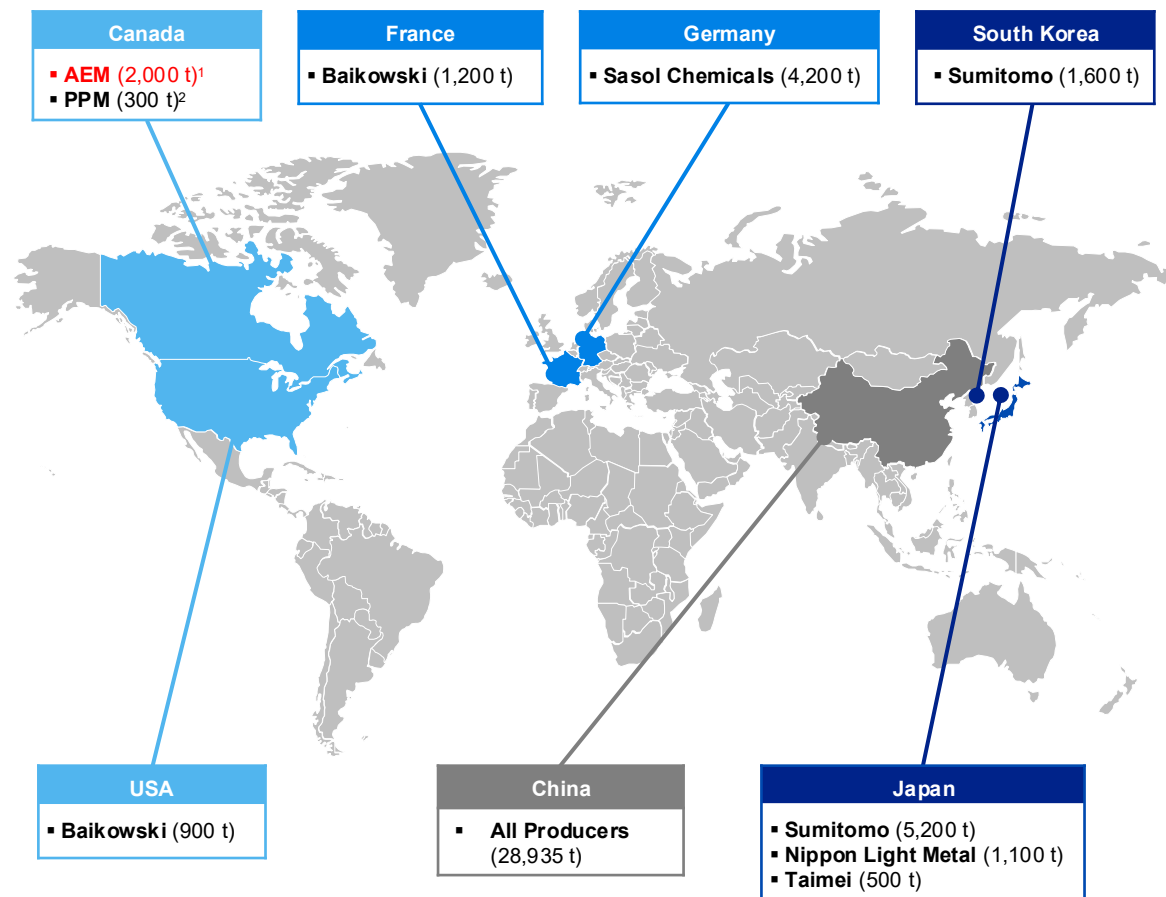 Canada
▪ AEM (2,000 t)¹
▪ PPM (300 t)²
France
▪ Baikowski (1,200 t)
Germany
▪ Sasol Chemicals (4,200 t)
South Korea
▪ Sumitomo (1,600 t)
USA
▪ Baikowski (900 t)
China
▪ All Producers
(28,935 t)
Japan
▪ Sumitomo (5,200 t)
▪ Nippon Light Metal (1,100 t)
▪ Taimei (500 t)